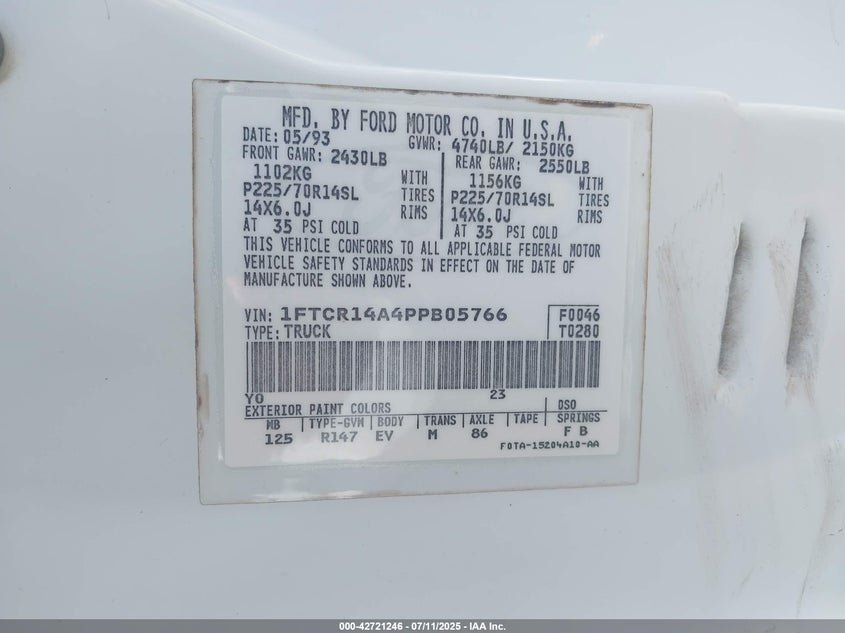 MFD. BY FORD MOTOR CO. IN U.S.A.
DATE: 05/93 GVWR: 4740LB/ 2150KG
FRONT GAWR: 2430LB REAR GAWR: 2550LB
1102KG WITH 1156KG WITH
P225/70R14SL TIRES P225/70R14SL TIRES
14X6.0J RIMS 14X6.0J RIMS
AT 35 PSI COLD AT 35 PSI COLD
THIS VEHICLE CONFORMS TO ALL APPLICABLE FEDERAL MOTOR
VEHICLE SAFETY STANDARDS IN EFFECT ON THE DATE OF
MANUFACTURE SHOWN ABOVE.
VIN: 1FTCR14A4PPB05766 F0046
TYPE: TRUCK T0280
YO 23
EXTERIOR PAINT COLORS DSO
MB TYPE-GVM BODY TRANS AXLE TAPE SPRINGS
125 R147 EV M 86 F B
F0TA-15204A10-AA
000-42721246 - 07/11/2025 - IAA Inc.